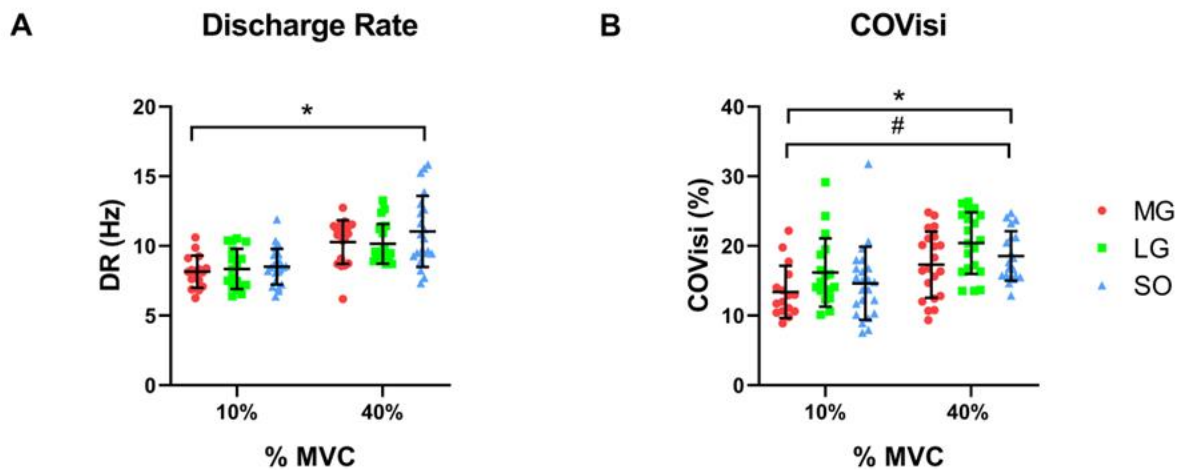 A
Discharge Rate
*
DR (Hz)
20
15
10
5
0
10%
40%
% MVC
B
COVisi
*
#
COVisi (%)
40
30
20
10
0
10%
40%
% MVC
MG
LG
SO